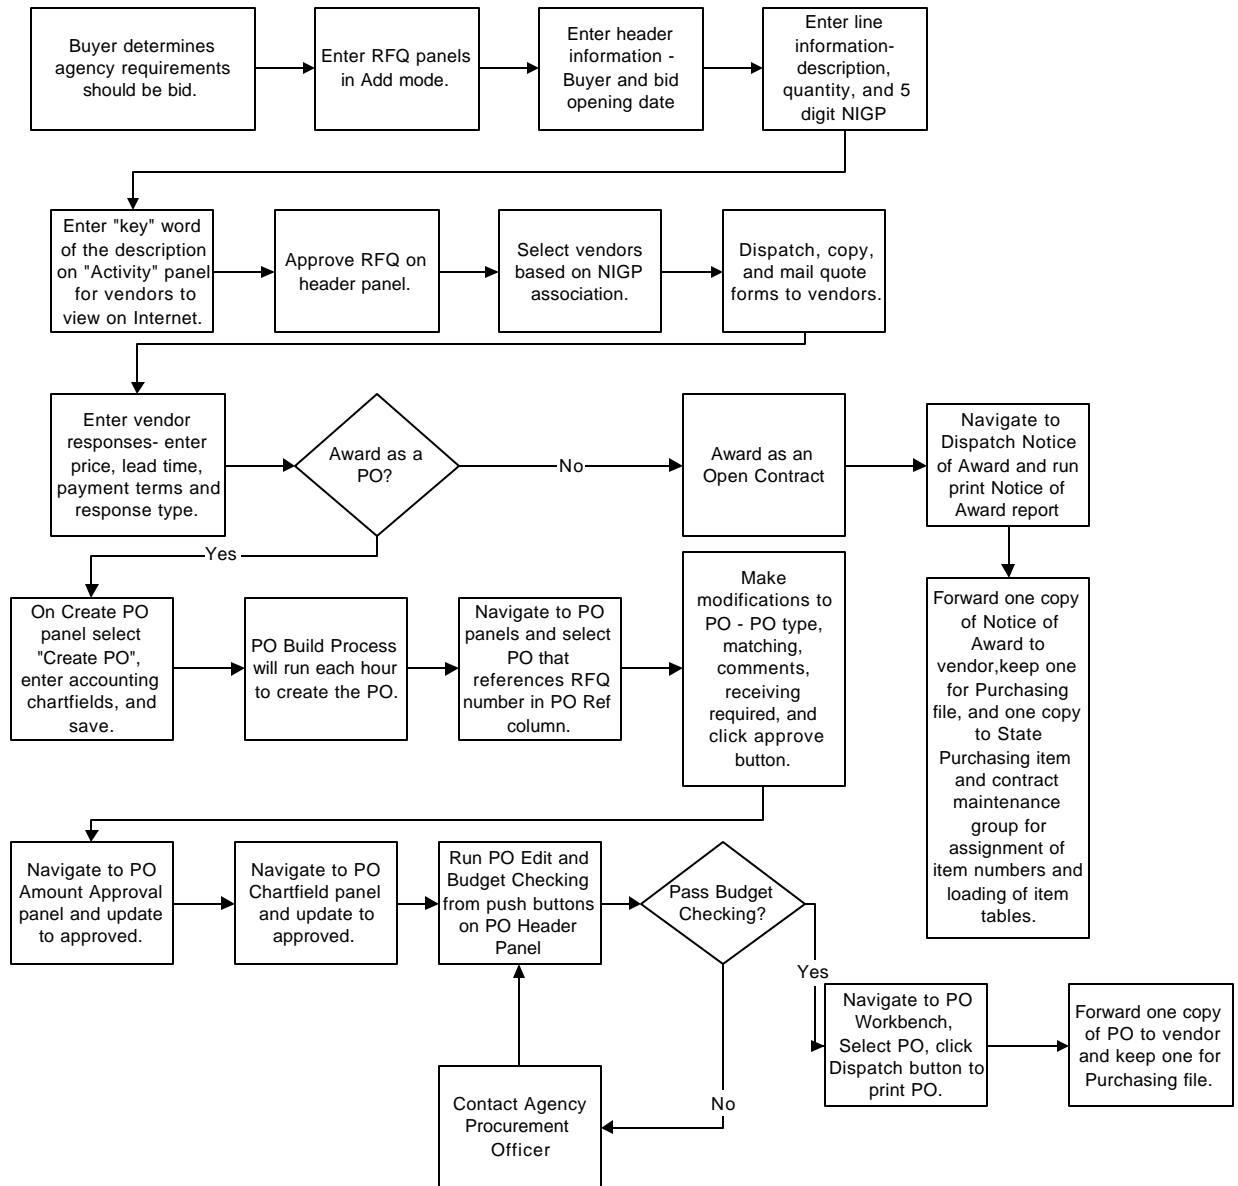 Buyer determines
agency requirements
should be bid.
Enter RFQ panels
in Add mode.
Enter header
information -
Buyer and bid
opening date
Enter line
information-
description,
quantity, and 5
digit NIGP
Enter "key" word
of the description
on "Activity" panel
for vendors to
view on Internet.
Approve RFQ on
header panel.
Select vendors
based on NIGP
association.
Dispatch, copy,
and mail quote
forms to vendors.
Enter vendor
responses- enter
price, lead time,
payment terms and
response type.
Award as a
PO?
No
Award as an
Open Contract
Navigate to
Dispatch Notice
of Award and run
print Notice of
Award report
Yes
On Create PO
panel select
"Create PO",
enter accounting
chartfields, and
save.
PO Build Process
will run each hour
to create the PO.
Navigate to PO
panels and select
PO that
references RFQ
number in PO Ref
column.
Make
modifications to
PO - PO type,
matching,
comments,
receiving
required, and
click approve
button.
Forward one copy
of Notice of
Award to
vendor,keep one
for Purchasing
file, and one copy
to State
Purchasing item
and contract
maintenance
group for
assignment of
item numbers and
loading of item
tables.
Navigate to PO
Amount Approval
panel and update
to approved.
Navigate to PO
Chartfield panel
and update to
approved.
Run PO Edit and
Budget Checking
from push buttons
on PO Header
Panel
Pass Budget
Checking?
Yes
Navigate to PO
Workbench,
Select PO, click
Dispatch button to
print PO.
Forward one copy
of PO to vendor
and keep one for
Purchasing file.
No
Contact Agency
Procurement
Officer